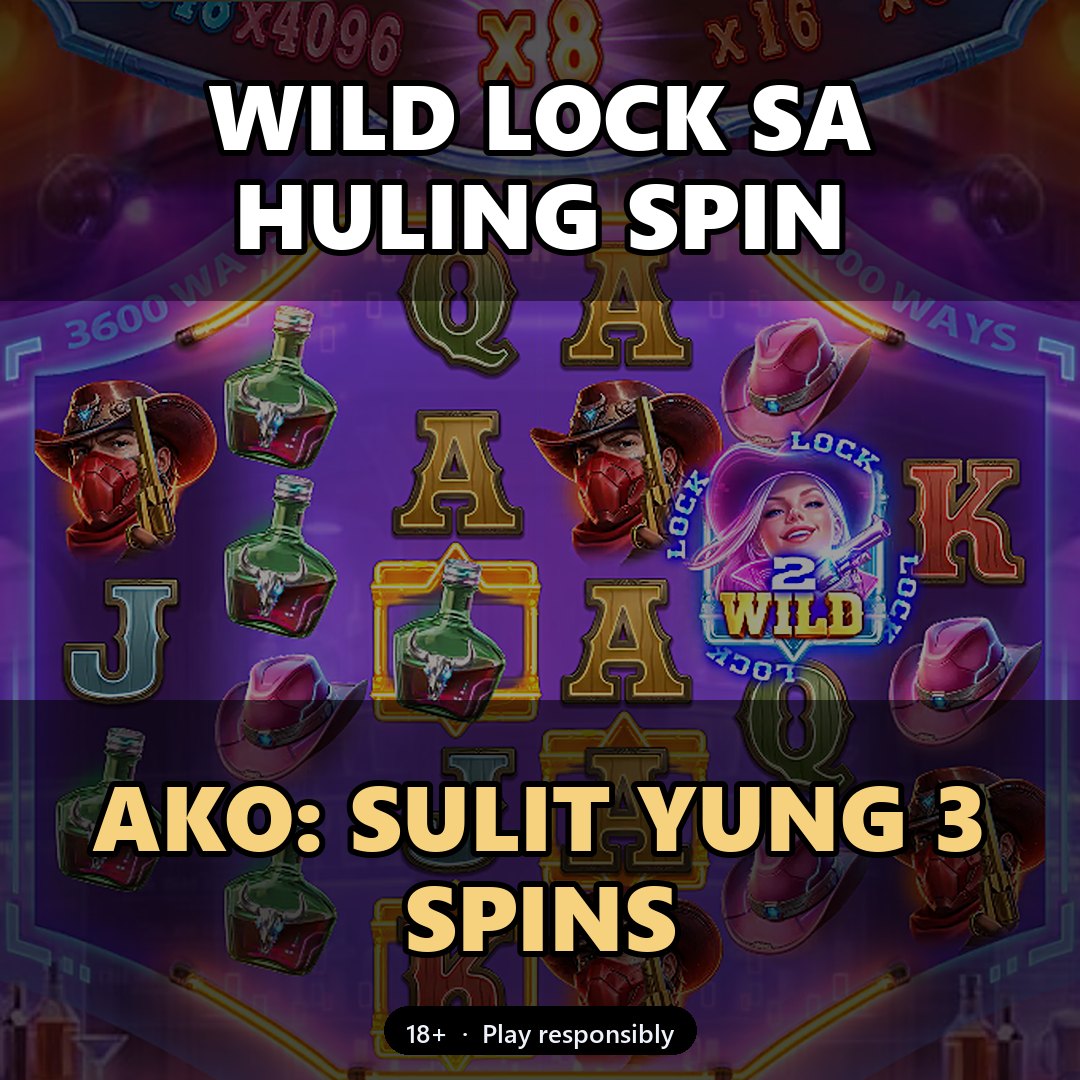 x4096
x8
x16
WILD LOCK SA
HULING SPIN
3600 WAYS
WAYS
Q
A
LOCK
LOCK
LOCK
LOCK
A
K
2
WILD
J
A
Q
J
A
AKO: SULIT YUNG 3
SPINS
K
18+ · Play responsibly